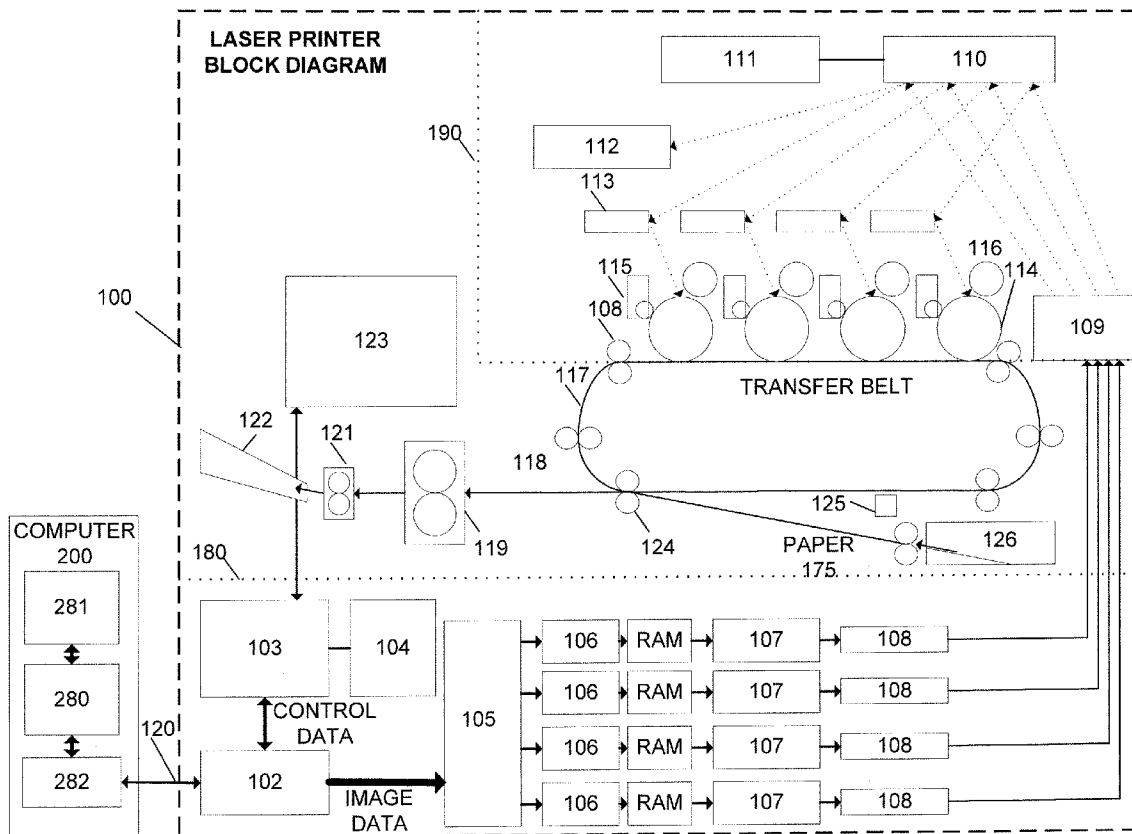 LASER PRINTER
BLOCK DIAGRAM
111
110
190
112
113
116
115
114
100
108
109
123
117
TRANSFER BELT
122
121
118
125
COMPUTER
200
119
124
PAPER
175
126
180
281
103
104
106 RAM 107 108
280
CONTROL
DATA
105
106 RAM 107 108
120
106 RAM 107 108
282
102
IMAGE
DATA
106 RAM 107 108